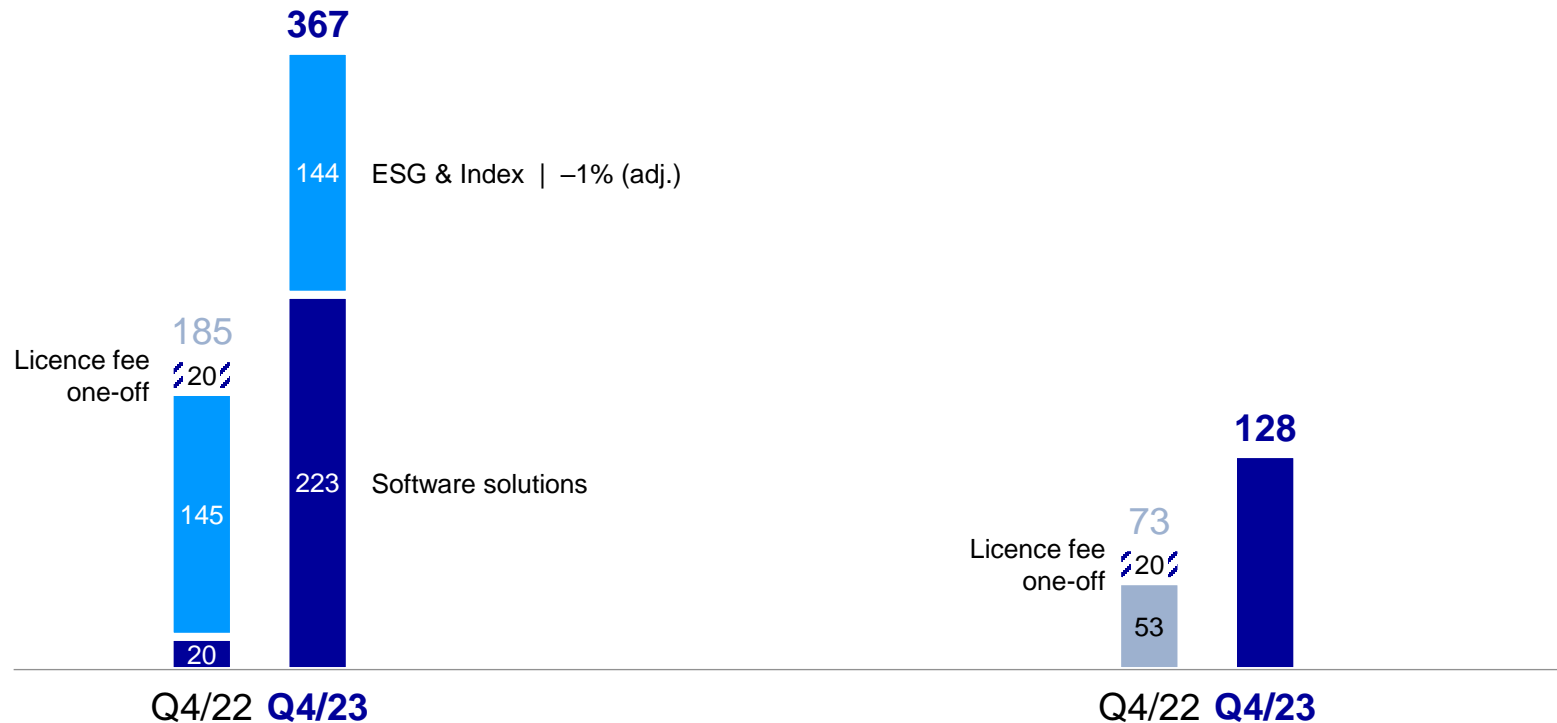 367
144
ESG & Index | –1% (adj.)
185
Licence fee
one-off
20
223
Software solutions
145
20
Q4/22
Q4/23
128
73
Licence fee
one-off
20
53
Q4/22
Q4/23